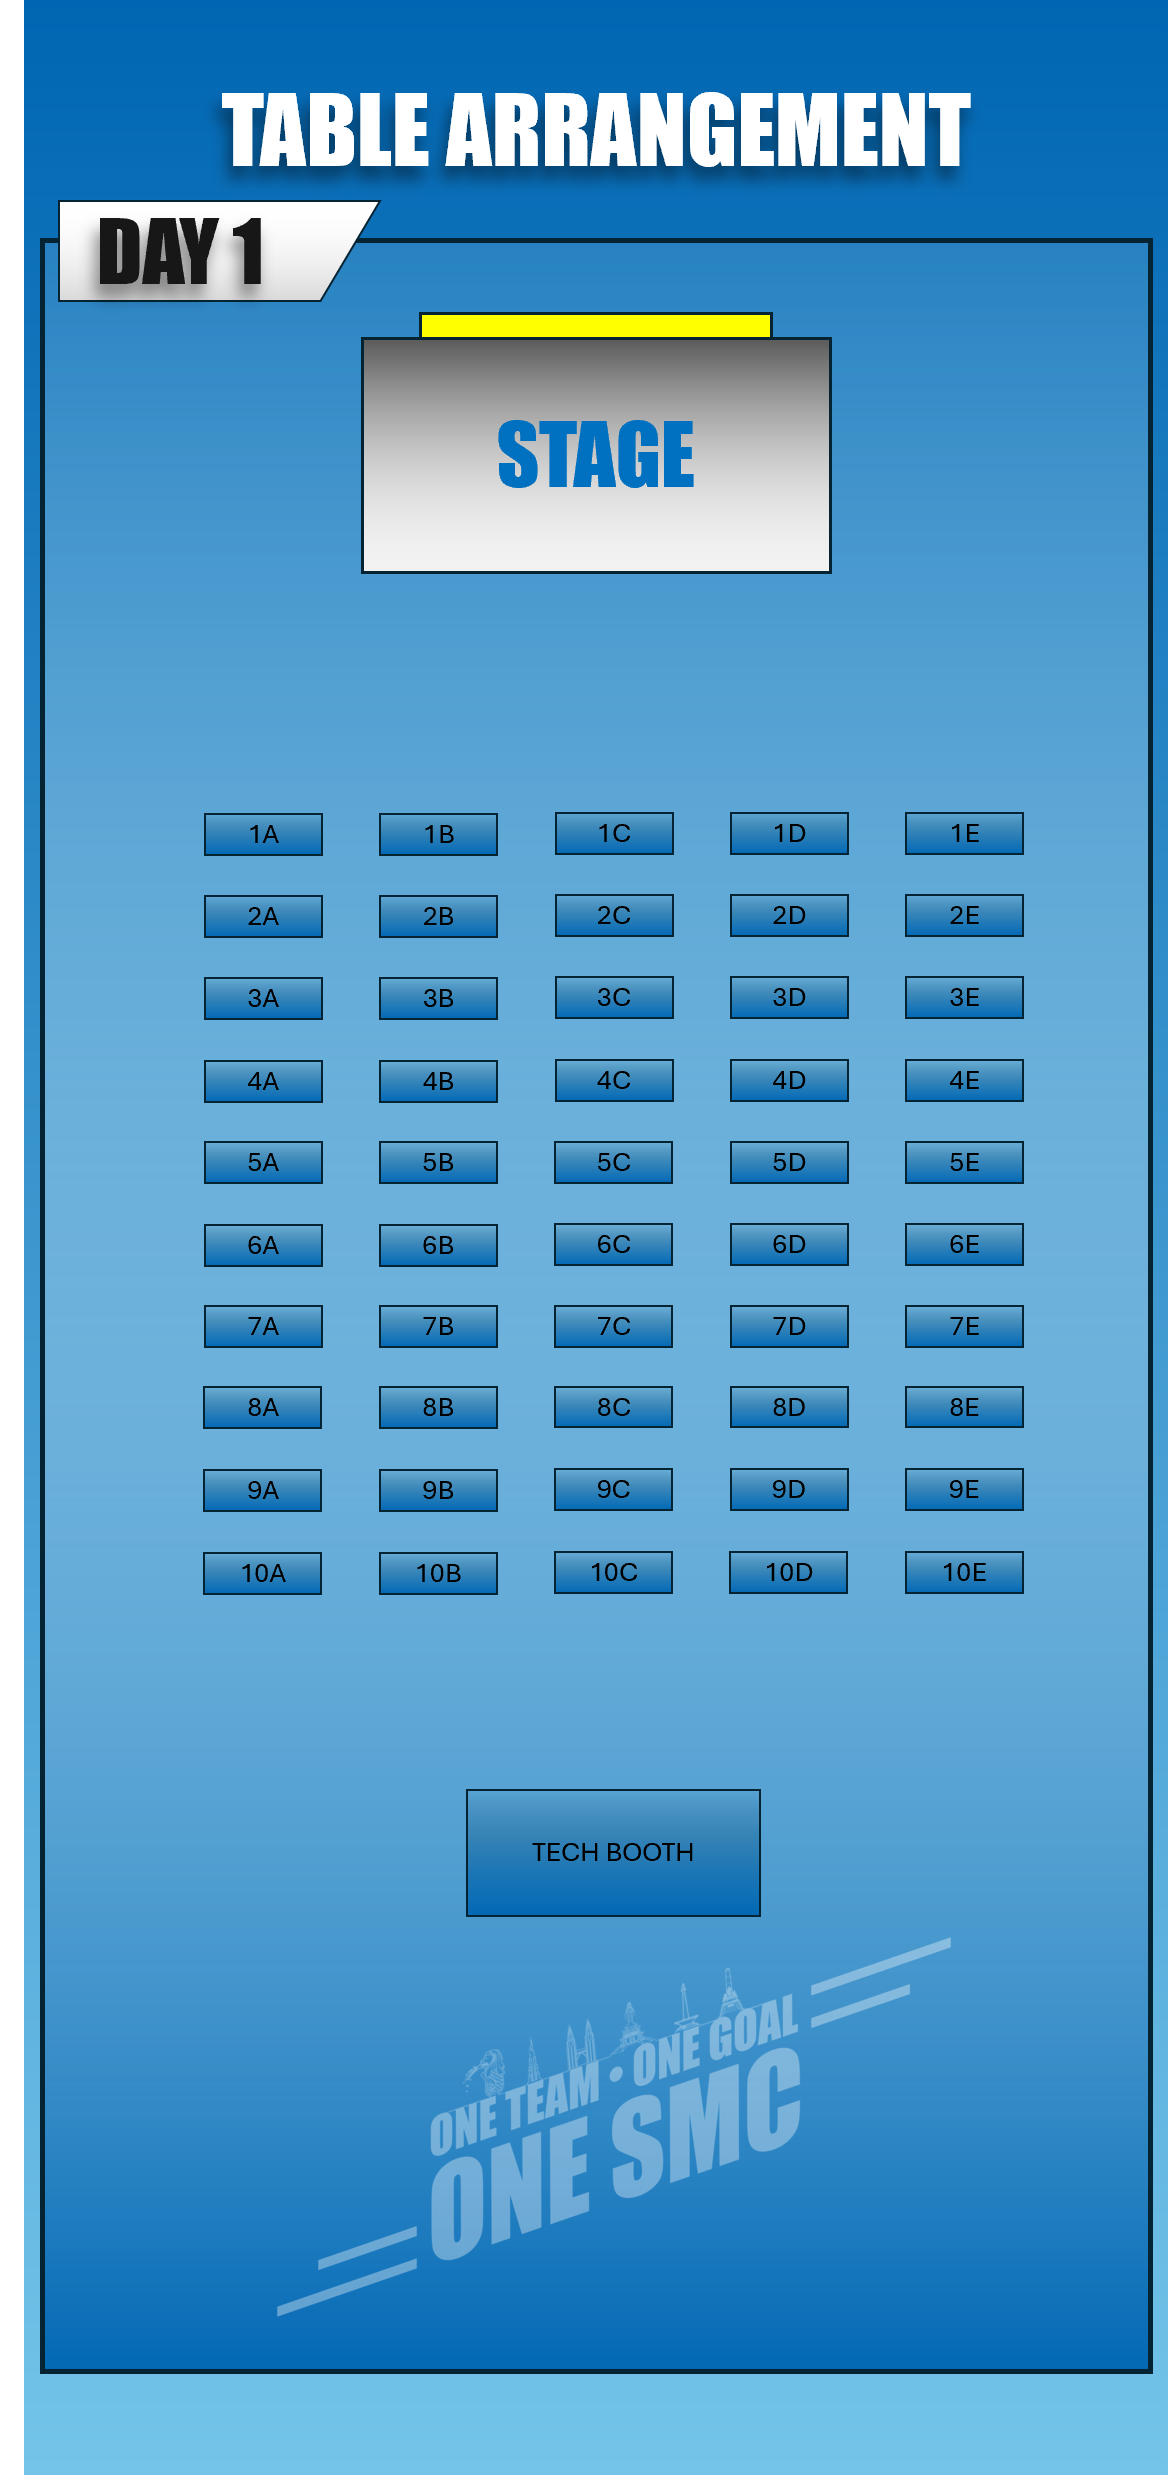 TABLE ARRANGEMENT
DAY 1
STAGE
1A 1B 1C 1D 1E
2A 2B 2C 2D 2E
3A 3B 3C 3D 3E
4A 4B 4C 4D 4E
5A 5B 5C 5D 5E
6A 6B 6C 6D 6E
7A 7B 7C 7D 7E
8A 8B 8C 8D 8E
9A 9B 9C 9D 9E
10A 10B 10C 10D 10E
TECH BOOTH
ONE TEAM • ONE GOAL
ONE SMC